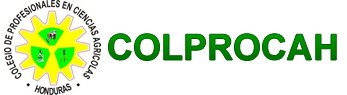 COLEGIO DE PROFESIONALES EN CIENCIAS AGRICOLAS
• HONDURAS •
COLPROCAH